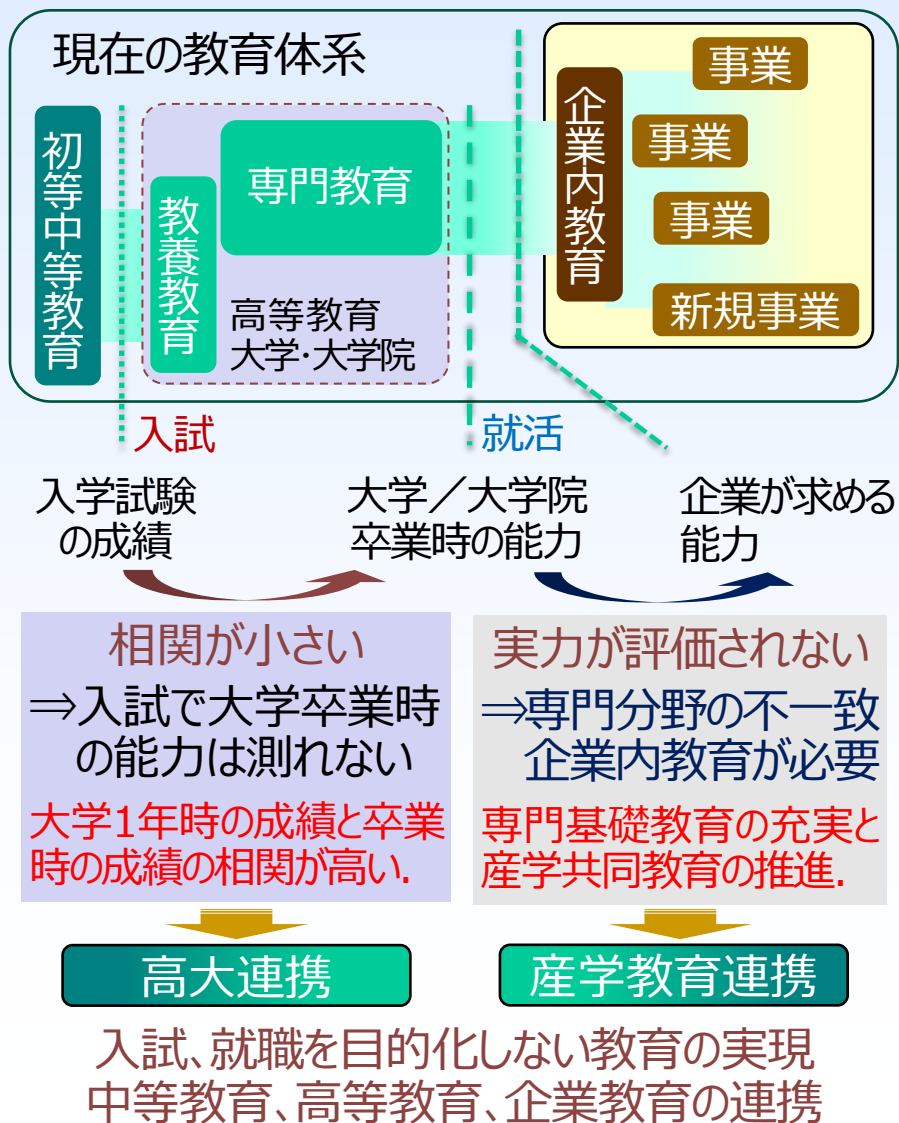 現在の教育体系
初等中等教育
教養教育
専門教育
高等教育
大学・大学院
企業内教育
事業
事業
事業
新規事業
入試
就活
入学試験
の成績
大学／大学院
卒業時の能力
企業が求める
能力
相関が小さい
⇒入試で大学卒業時
の能力は測れない
大学1年時の成績と卒業
時の成績の相関が高い.
実力が評価されない
⇒専門分野の不一致
企業内教育が必要
専門基礎教育の充実と
産学共同教育の推進.
高大連携
産学教育連携
入試、就職を目的化しない教育の実現
中等教育、高等教育、企業教育の連携